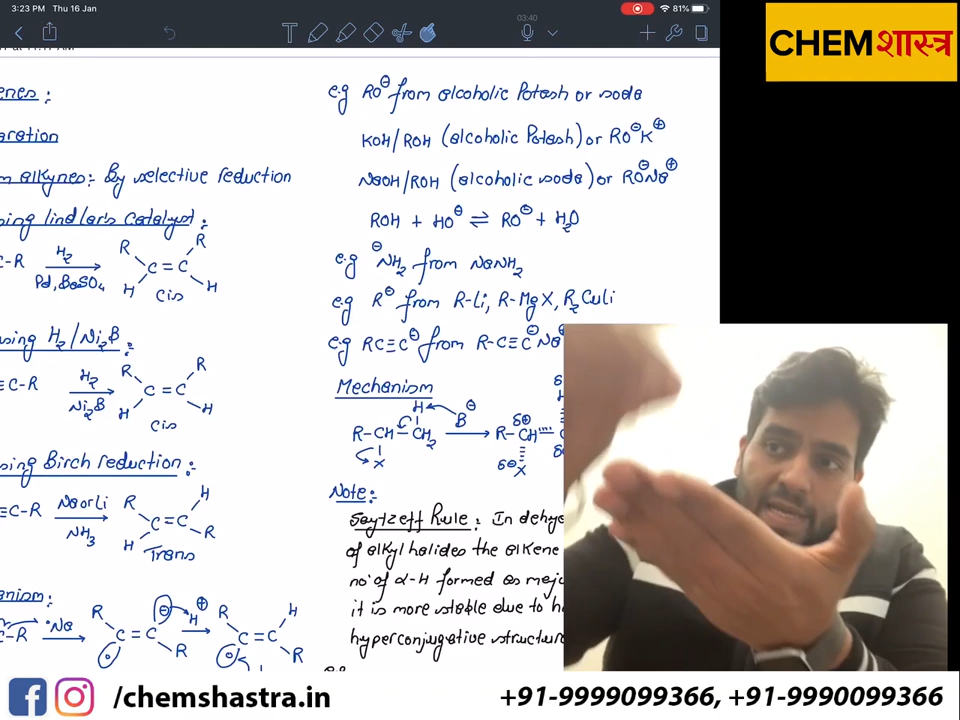 3:23 PM Thu 16 Jan
03:40
81%
CHEMशास्त्र
enes:
aration
m alkynes: By selective reduction
sing lindlar's catalyst:
C-R H₂ Pd, BaSO₄ R C=C R H H
Cis
using H₂/Ni₂B:
≡C-R H₂ Ni₂B R C=C R H H
Cis
sing Birch reduction:
≡C-R Na or Li NH₃ R C=C H H R
Trans
anism:
C-R •Na R C=C ⊖ R H⊕ R C=C H R
e.g RO⊖ from alcoholic Potash or soda
KOH/ROH (alcoholic Potash) or RO⊖K⊕
NaOH/ROH (alcoholic soda) or RO⊖Na⊕
ROH + HO⊖ ⇌ RO⊖ + H₂O
e.g ⊖NH₂ from NaNH₂
e.g R⊖ from R-Li, R-MgX, R₂CuLi
e.g RC≡C⊖ from R-C≡C⊖Na⊕
Mechanism
R-CH-CH₂ H X B⊖ R-CH δ⊕ X δ⊖
Note:
Saytzeff Rule: In dehy
of alkyl halides the alkene
no. of α-H formed as maj
it is more stable due to h
hyperconjugative structure
/chemshastra.in
+91-9999099366, +91-9990099366